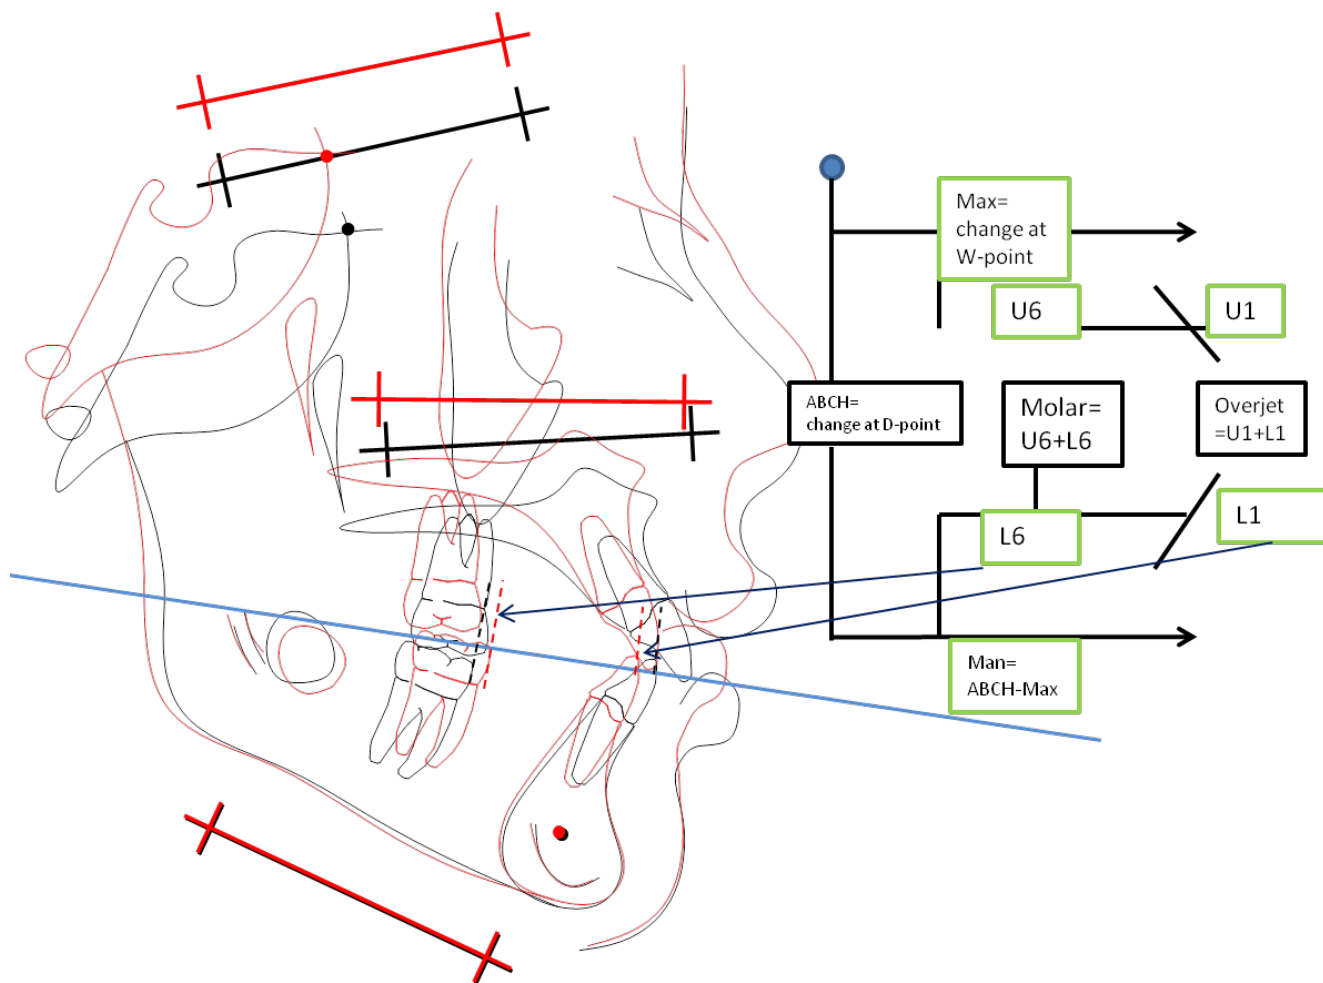 Max=
change at
W-point
U6
U1
ABCH=
change at D-point
Molar=
U6+L6
Overjet
=U1+L1
L6
L1
Man=
ABCH-Max